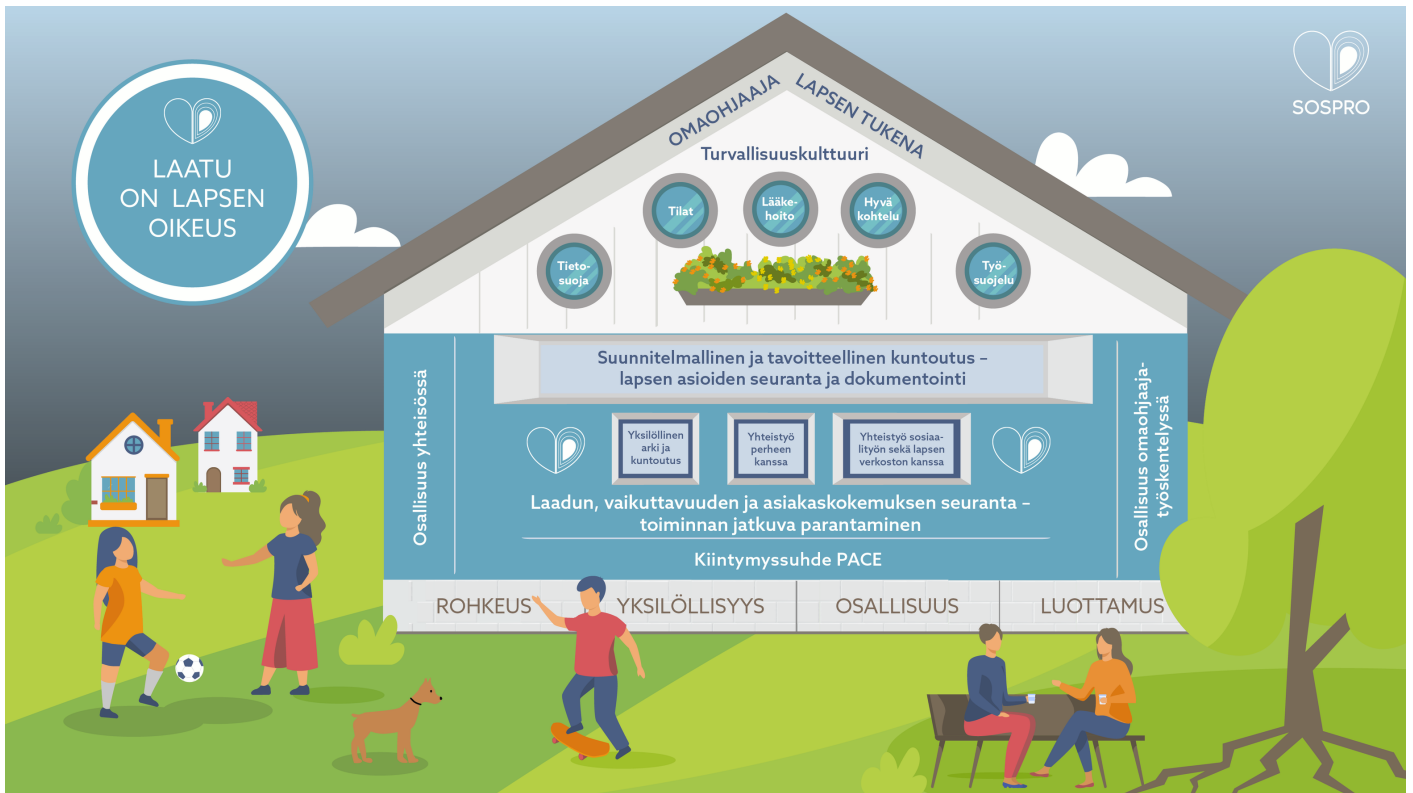 LAATU
ON LAPSEN
OIKEUS
SOSPRO
OMAOHJAAJA
LAPSEN TUKENA
Turvallisuuskulttuuri
Tieto-
suoja
Tilat
Lääke-
hoito
Hyvä
kohtelu
Työ-
suojelu
Suunnitelmallinen ja tavoitteellinen kuntoutus –
lapsen asioiden seuranta ja dokumentointi
Osallisuus yhteisössä
Yksilöllinen
arki ja
kuntoutus
Yhteistyö
perheen
kanssa
Yhteistyö sosiaa-
lityön sekä lapsen
verkoston kanssa
Osallisuus omaohjaaja-
työskentelyssä
Laadun, vaikuttavuuden ja asiakaskokemuksen seuranta –
toiminnan jatkuva parantaminen
Kiintymyssuhde PACE
ROHKEUS
YKSILÖLLISYYS
OSALLISUUS
LUOTTAMUS